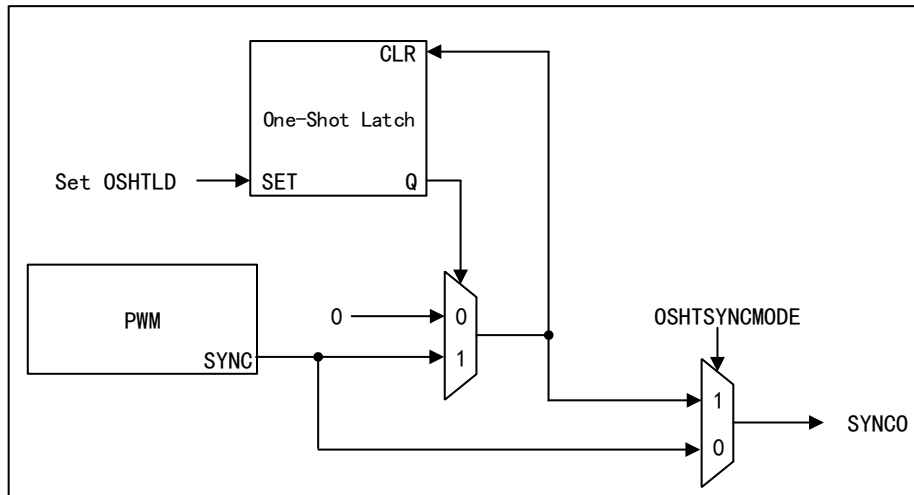 CLR
One-Shot Latch
Set OSHTLD
SET Q
PWM
SYNC
0
0
1
OSHTSYNCMODE
1
0
SYNCO